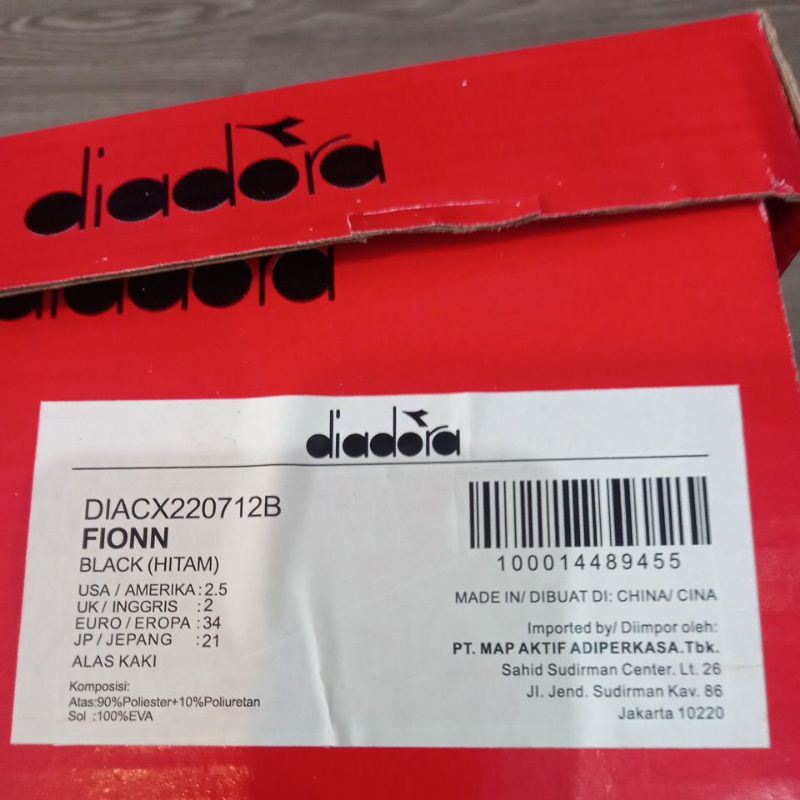 diadora
diadora
diadora
DIACX220712B
FIONN
BLACK (HITAM)
USA / AMERIKA : 2.5
UK / INGGRIS : 2
EURO / EROPA : 34
JP / JEPANG : 21
ALAS KAKI
Komposisi:
Atas:90%Poliester+10%Poliuretan
Sol :100%EVA
100014489455
MADE IN/ DIBUAT DI: CHINA/ CINA
Imported by/ Diimpor oleh:
PT. MAP AKTIF ADIPERKASA.Tbk.
Sahid Sudirman Center. Lt. 26
Jl. Jend. Sudirman Kav. 86
Jakarta 10220